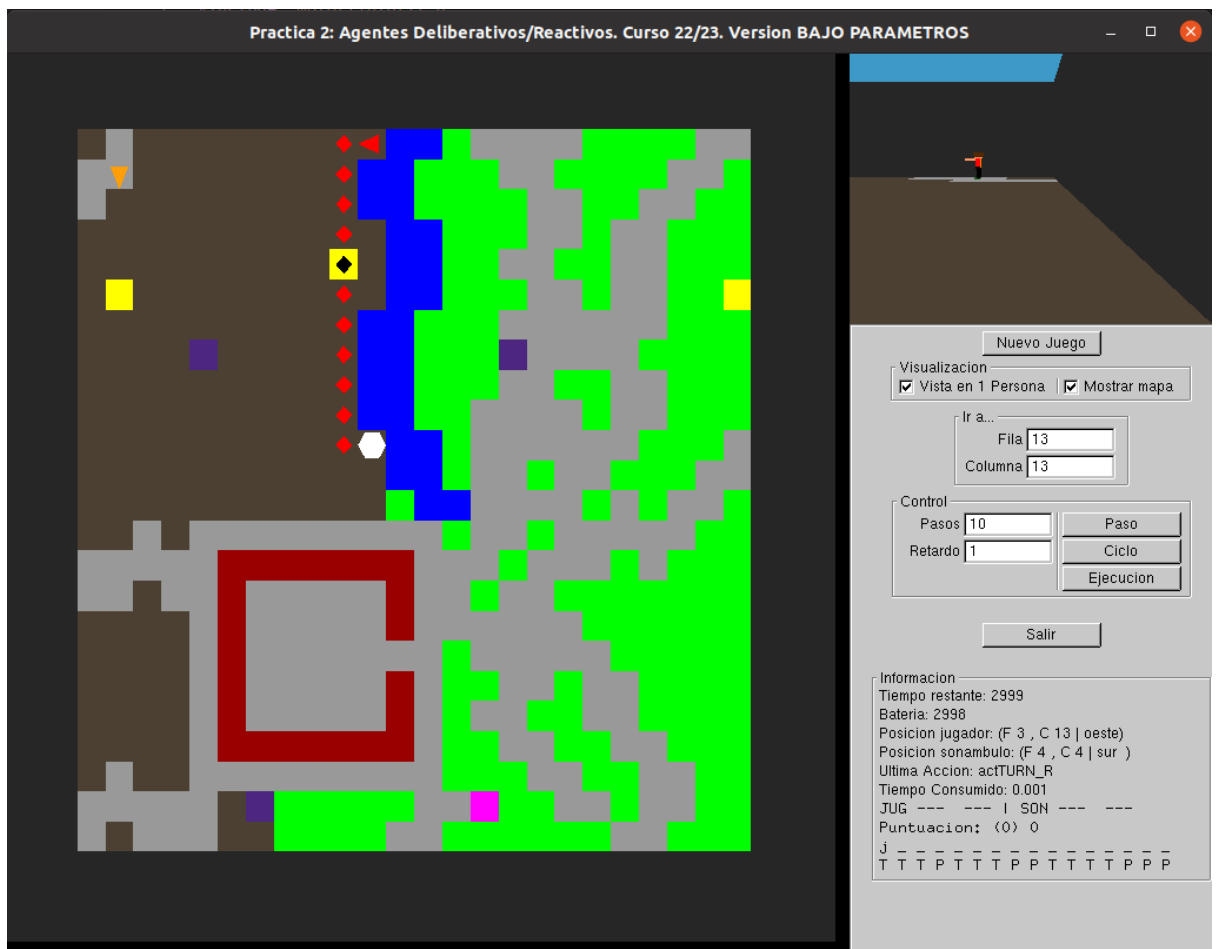 Practica 2: Agentes Deliberativos/Reactivos. Curso 22/23. Version BAJO PARAMETROS
Nuevo Juego
Visualizacion
Vista en 1 Persona Mostrar mapa
Ir a...
Fila 13
Columna 13
Control
Pasos 10 Paso
Retardo 1 Ciclo
Ejecucion
Salir
Informacion
Tiempo restante: 2999
Bateria: 2998
Posicion jugador: (F 3 , C 13 | oeste)
Posicion sonambulo: (F 4 , C 4 | sur )
Ultima Accion: actTURN_R
Tiempo Consumido: 0.001
JUG --- --- | SON --- ---
Puntuacion: (0) 0
j _ _ _ _ _ _ _ _ _ _ _ _ _ _ _
T T T P T T T P P T T T T P P P